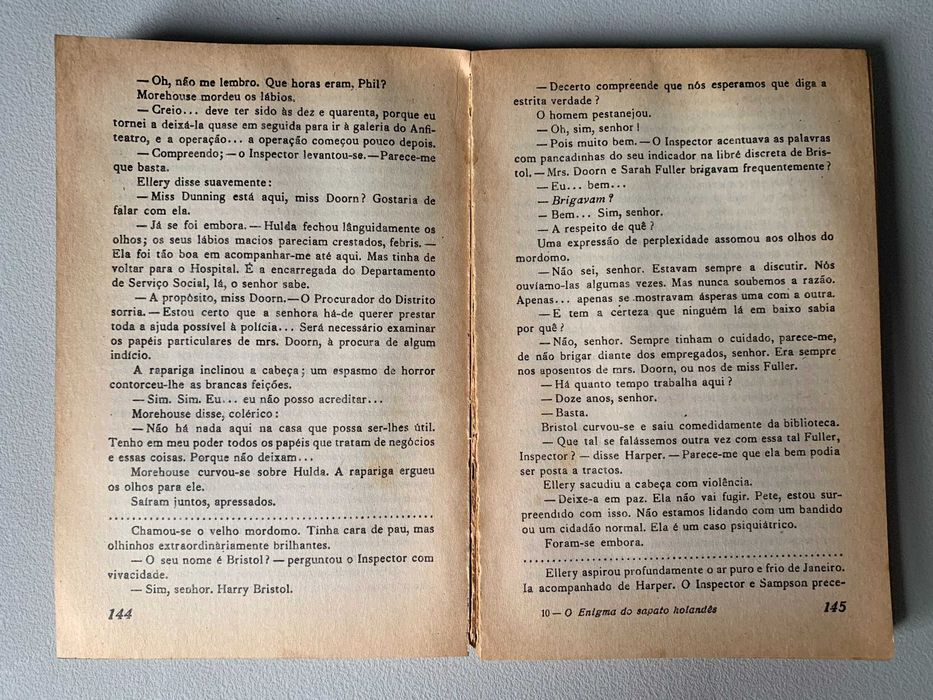 — Oh, não me lembro. Que horas eram, Phil?
Morehouse mordeu os lábios.
— Creio... deve ter sido às dez e quarenta, porque eu
tornei a deixá-la quase em seguida para ir à galeria do Anfi-
teatro, e a operação... a operação começou pouco depois.
— Compreendo; — o Inspector levantou-se. — Parece-me
que basta.
Ellery disse suavemente:
— Miss Dunning está aqui, miss Doorn? Gostaria de
falar com ela.
— Já se foi embora. — Hulda fechou lânguidamente os
olhos; os seus lábios macios pareciam crestados, febris. —
Ela foi tão boa em acompanhar-me até aqui. Mas tinha de
voltar para o Hospital. É a encarregada do Departamento
de Serviço Social, lá, o senhor sabe.
— A propósito, miss Doorn. — O Procurador do Distrito
sorria. — Estou certo que a senhora há-de querer prestar
toda a ajuda possível à polícia... Será necessário examinar
os papéis particulares de mrs. Doorn, à procura de algum
indício.
A rapariga inclinou a cabeça; um espasmo de horror
contorceu-lhe as brancas feições.
— Sim. Sim. Eu... eu não posso acreditar...
Morehouse disse, colérico:
— Não há nada aqui na casa que possa ser-lhes útil.
Tenho em meu poder todos os papéis que tratam de negócios
e essas coisas. Porque não deixam...
Morehouse curvou-se sobre Hulda. A rapariga ergueu
os olhos para ele.
Saíram juntos, apressados.
Chamou-se o velho mordomo. Tinha cara de pau, mas
olhinhos extraordinàriamente brilhantes.
— O seu nome é Bristol? — perguntou o Inspector com
vivacidade.
— Sim, senhor. Harry Bristol.
144
— Decerto compreende que nós esperamos que diga a
estrita verdade?
O homem pestanejou.
— Oh, sim, senhor!
— Pois muito bem. — O Inspector acentuava as palavras
com pancadinhas do seu indicador na libré discreta de Bris-
tol. — Mrs. Doorn e Sarah Fuller brigavam frequentemente?
— Eu... bem...
— Brigavam?
— Bem... Sim, senhor.
— A respeito de quê?
Uma expressão de perplexidade assomou aos olhos do
mordomo.
— Não sei, senhor. Estavam sempre a discutir. Nós
ouvíamo-las algumas vezes. Mas nunca soubemos a razão.
Apenas... apenas se mostravam ásperas uma com a outra.
— E tem a certeza que ninguém lá em baixo sabia
por quê?
— Não, senhor. Sempre tinham o cuidado, parece-me,
de não brigar diante dos empregados, senhor. Era sempre
nos aposentos de mrs. Doorn, ou nos de miss Fuller.
— Há quanto tempo trabalha aqui?
— Doze anos, senhor.
— Basta.
Bristol curvou-se e saiu comedidamente da biblioteca.
— Que tal se falássemos outra vez com essa tal Fuller,
Inspector? — disse Harper. — Parece-me que ela bem podia
ser posta a tractos.
Ellery sacudiu a cabeça com violência.
— Deixe-a em paz. Ela não vai fugir. Pete, estou sur-
preendido com isso. Não estamos lidando com um bandido
ou um cidadão normal. Ela é um caso psiquiátrico.
Foram-se embora.
Ellery aspirou profundamente o ar puro e frio de Janeiro.
Ia acompanhado de Harper. O Inspector e Sampson prece-
10 — O Enigma do sapato holandês
145